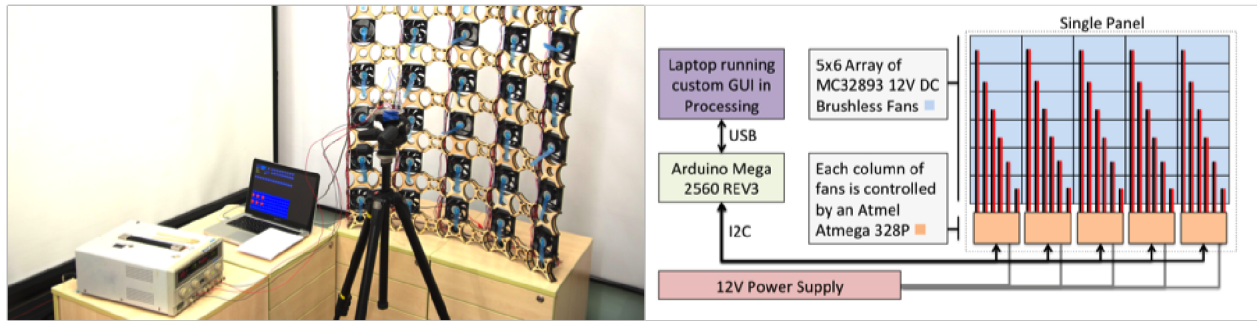 Single Panel
Laptop running
custom GUI in
Processing
USB
Arduino Mega
2560 REV3
I2C
5x6 Array of
MC32893 12V DC
Brushless Fans
Each column of
fans is controlled
by an Atmel
Atmega 328P
12V Power Supply